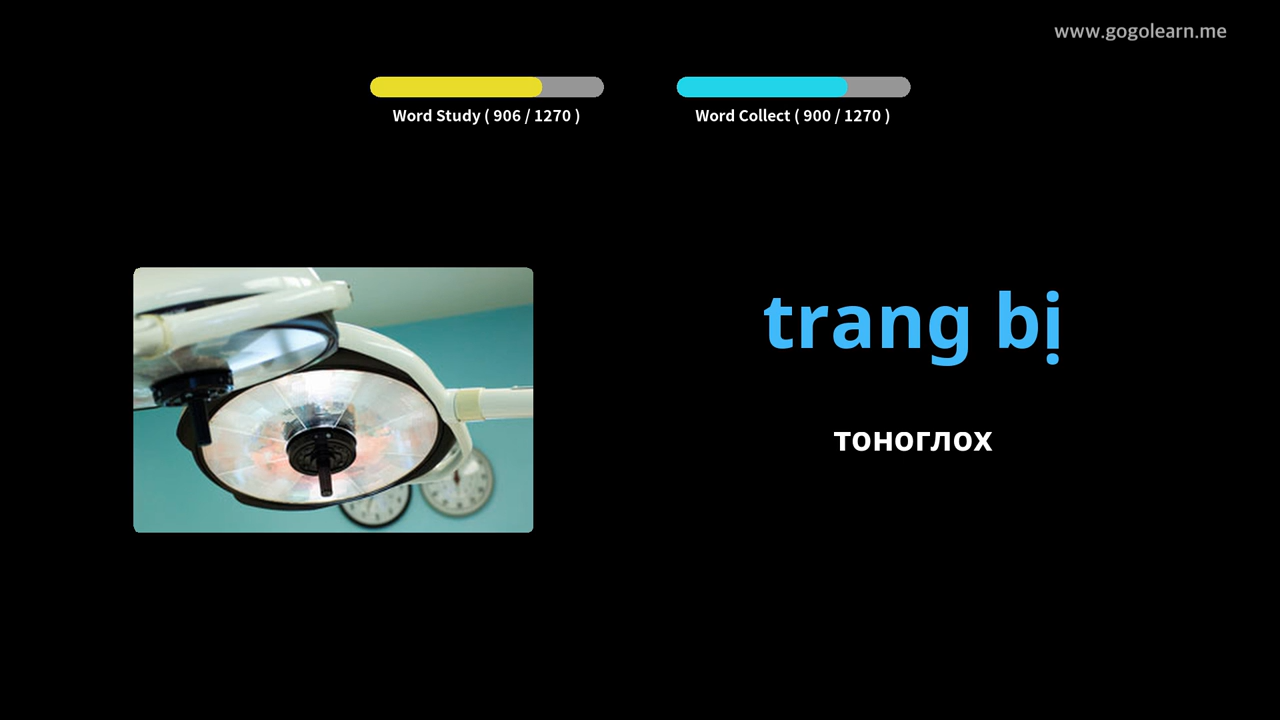 www.gogolearn.me
Word Study ( 906 / 1270 )
Word Collect ( 900 / 1270 )
trang bị
тоноглох